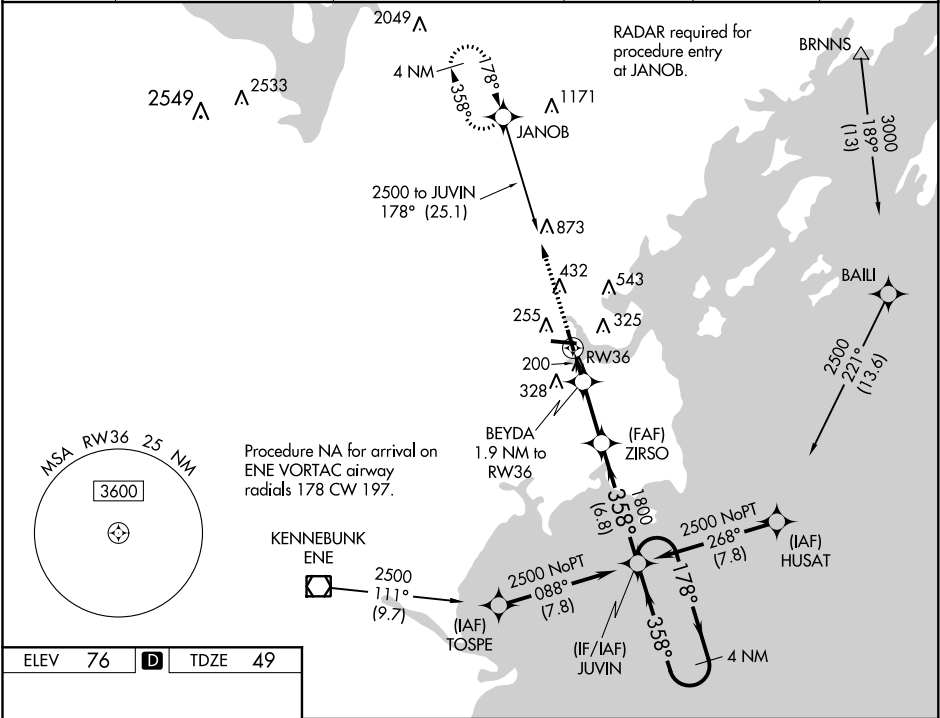 2049
4 NM
178°
358°
RADAR required for
procedure entry
at JANOB.
BRNNS
2549
2533
1171
JANOB
3000
189°
(13)
2500 to JUVIN
178° (25.1)
873
432
543
BAILI
255
325
RW36
200
328
2500
221°
(13.6)
BEYDA
1.9 NM to
RW36
(FAF)
ZIRSO
MSA RW36 25 NM
3600
Procedure NA for arrival on
ENE VORTAC airway
radials 178 CW 197.
1800
358°
(6.8)
KENNEBUNK
ENE
2500 NoPT
268°
(7.8)
(IAF)
HUSAT
2500
111°
(9.7)
2500 NoPT
088°
(7.8)
178°
(IAF)
TOSPE
(IF/IAF)
JUVIN
358°
4 NM
ELEV 76 D TDZE 49